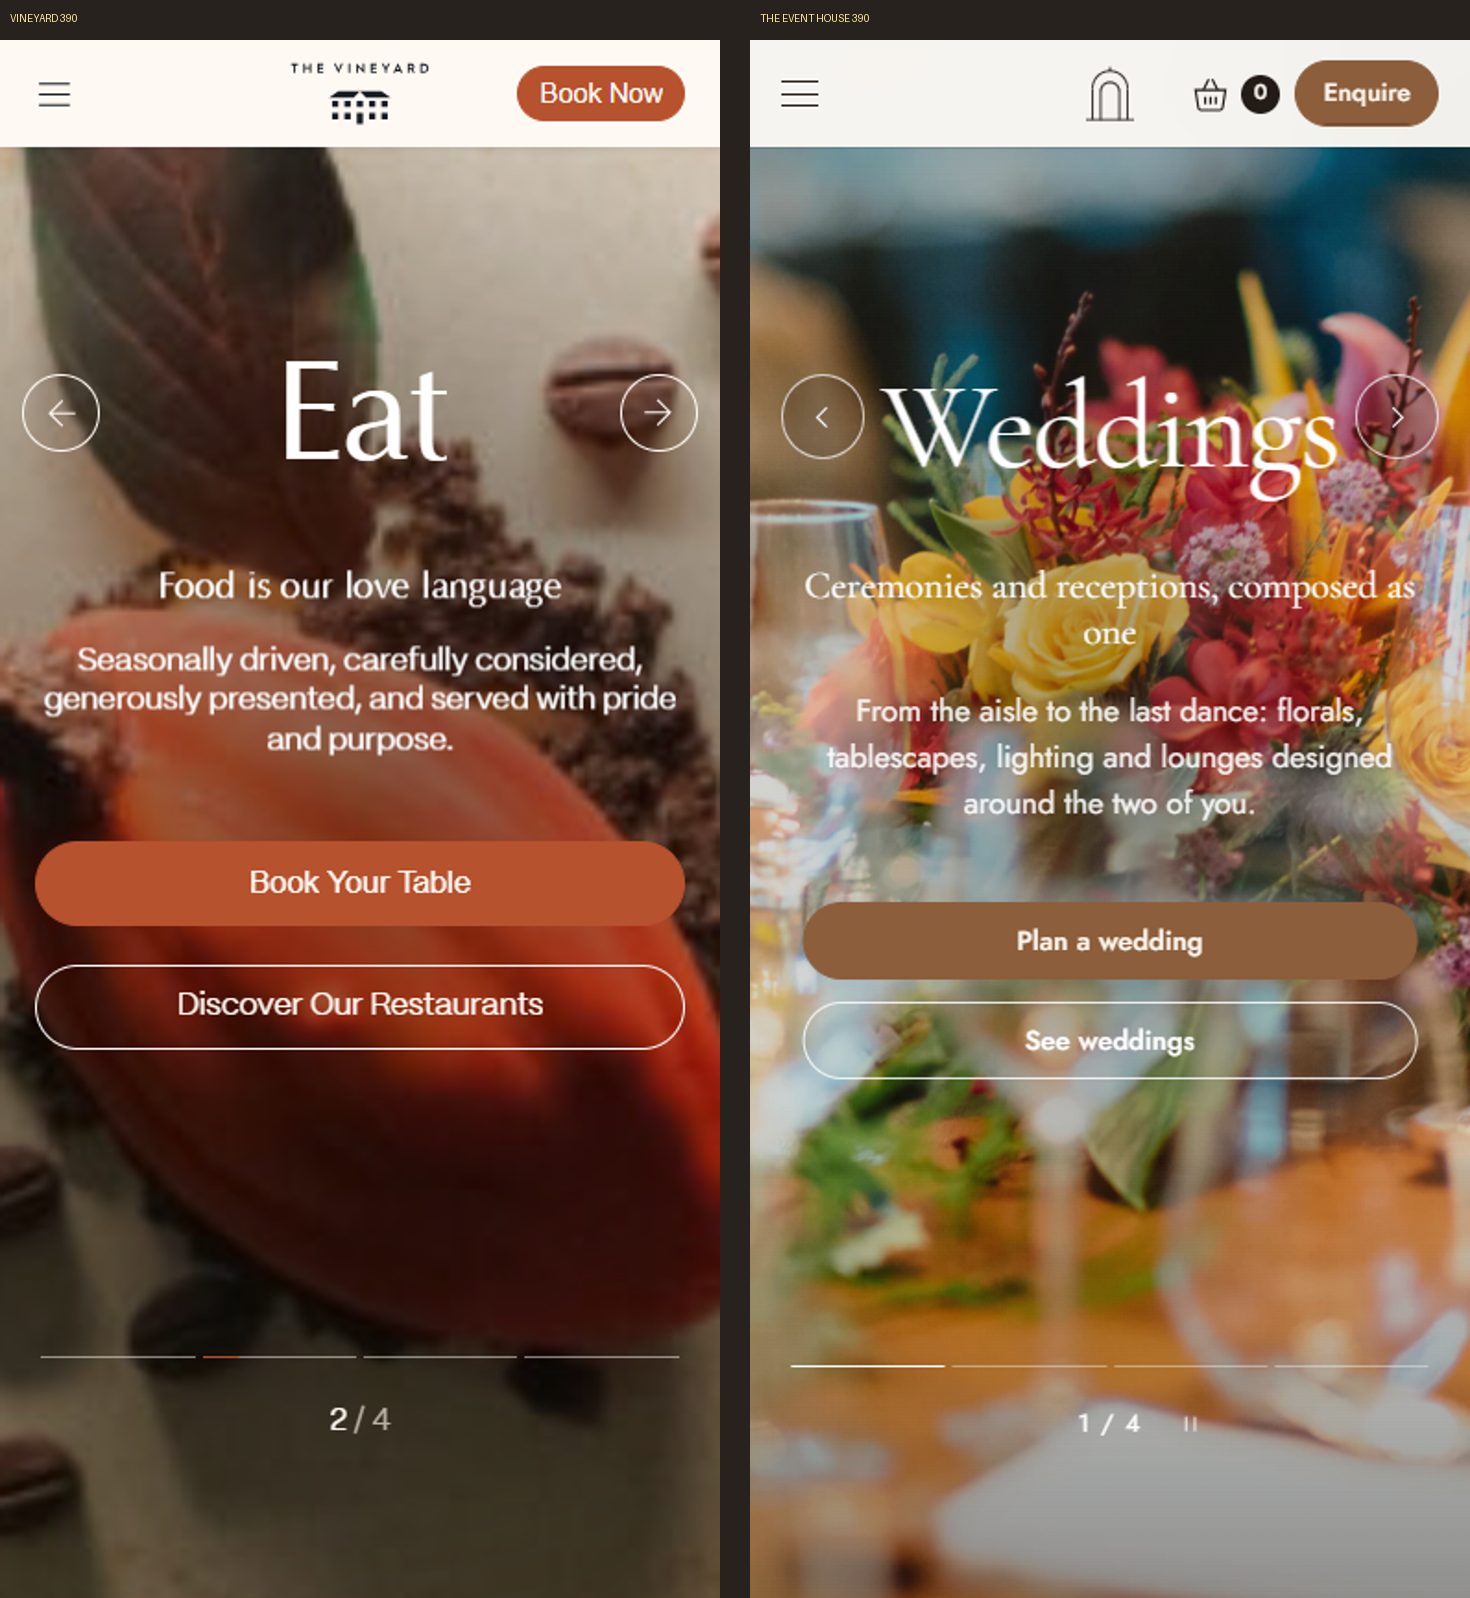 VINEYARD 390
THE VINEYARD
Book Now
Eat
Food is our love language
Seasonally driven, carefully considered,
generously presented, and served with pride
and purpose.
Book Your Table
Discover Our Restaurants
2 / 4
THE EVENT HOUSE 390
0
Enquire
Weddings
Ceremonies and receptions, composed as
one
From the aisle to the last dance: florals,
tablescapes, lighting and lounges designed
around the two of you.
Plan a wedding
See weddings
1 / 4